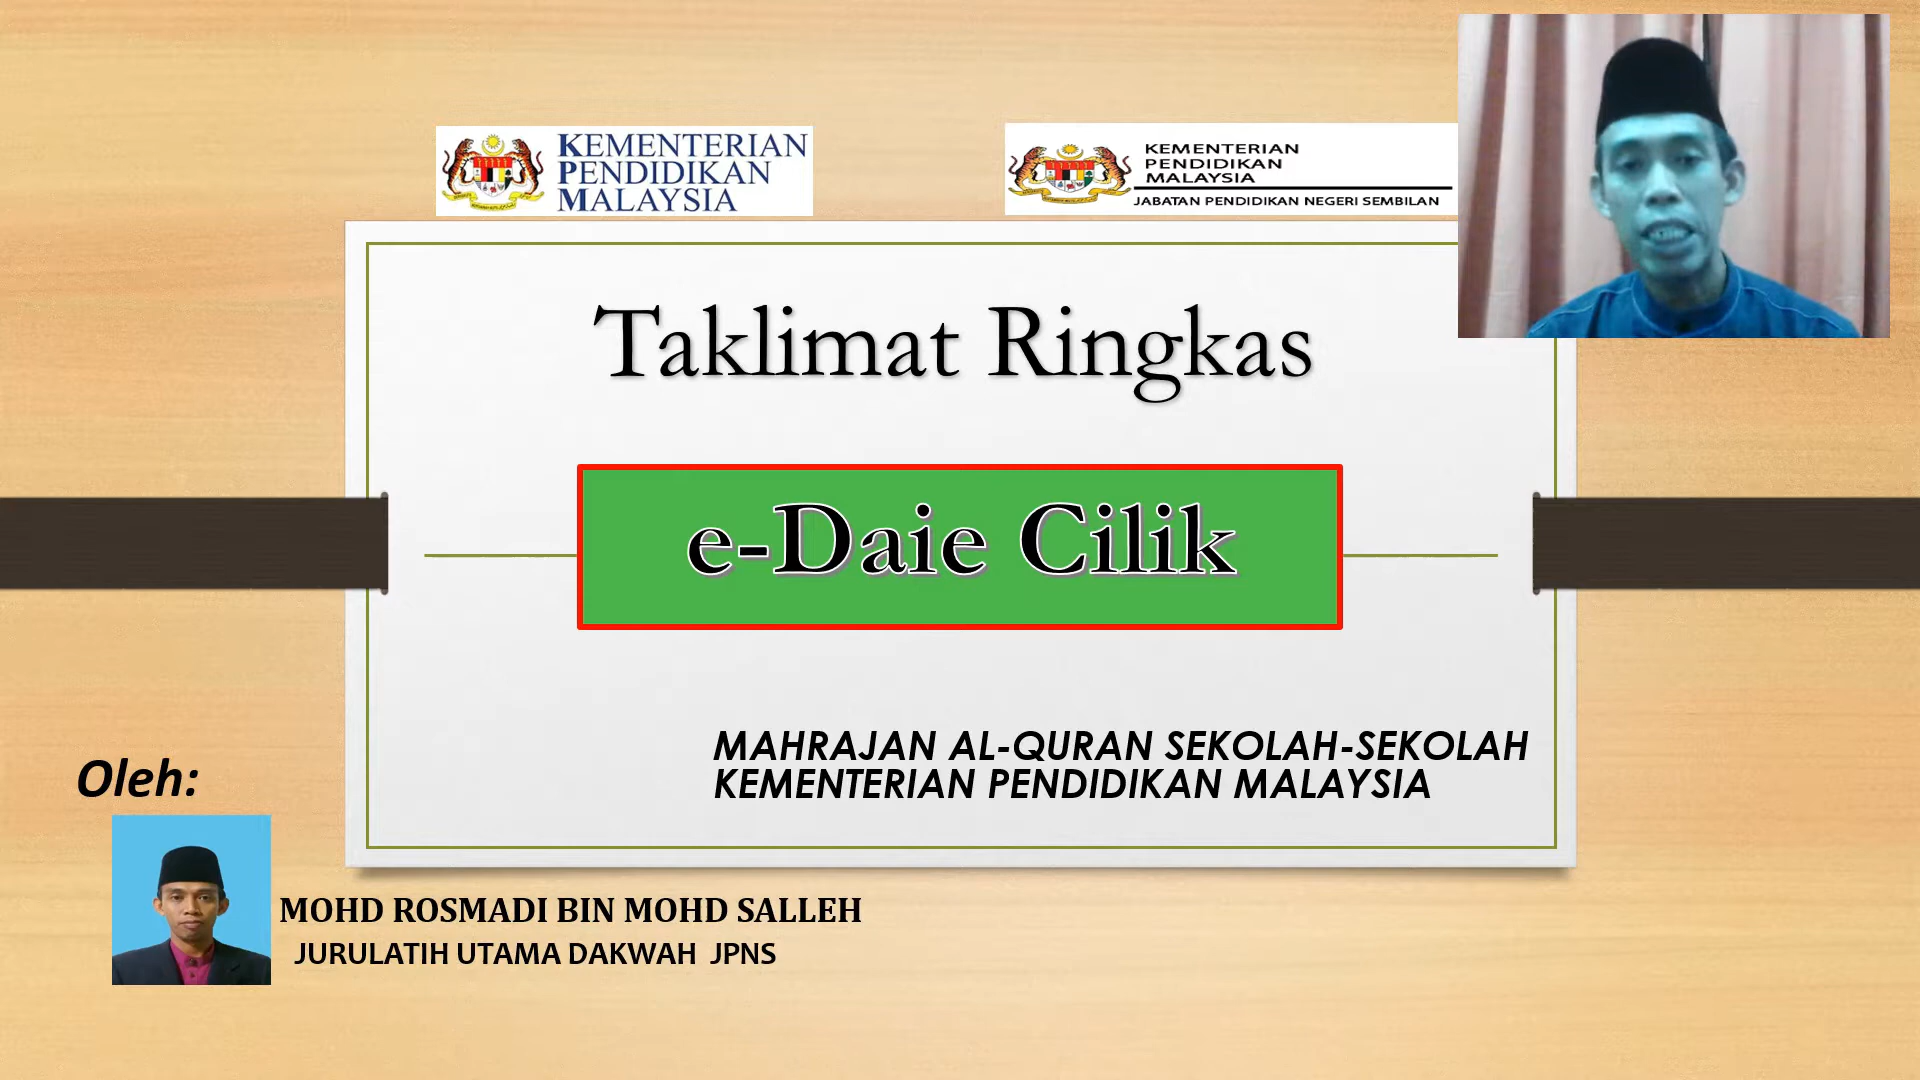 KEMENTERIAN
PENDIDIKAN
MALAYSIA
KEMENTERIAN
PENDIDIKAN
MALAYSIA
JABATAN PENDIDIKAN NEGERI SEMBILAN
Taklimat Ringkas
e-Daie Cilik
MAHRAJAN AL-QURAN SEKOLAH-SEKOLAH
KEMENTERIAN PENDIDIKAN MALAYSIA
Oleh:
MOHD ROSMADI BIN MOHD SALLEH
JURULATIH UTAMA DAKWAH JPNS